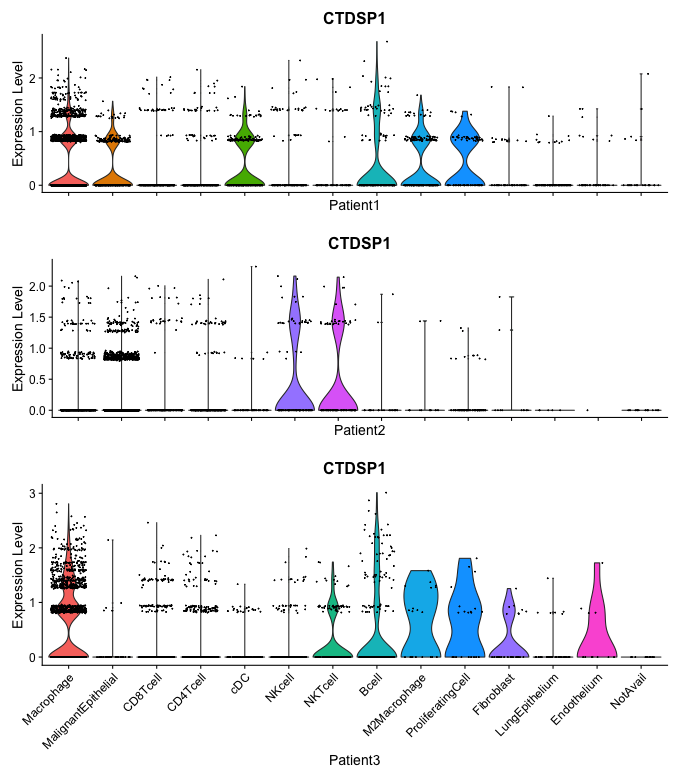 CTDSP1
Expression Level
2
1
0
Patient1
CTDSP1
Expression Level
2.0
1.5
1.0
0.5
0.0
Patient2
CTDSP1
Expression Level
3
2
1
0
Macrophage
MalignantEpithelial
CD8Tcell
CD4Tcell
cDC
NKcell
NKTcell
Bcell
M2Macrophage
ProliferatingCell
Fibroblast
LungEpithelium
Endothelium
NotAvail
Patient3